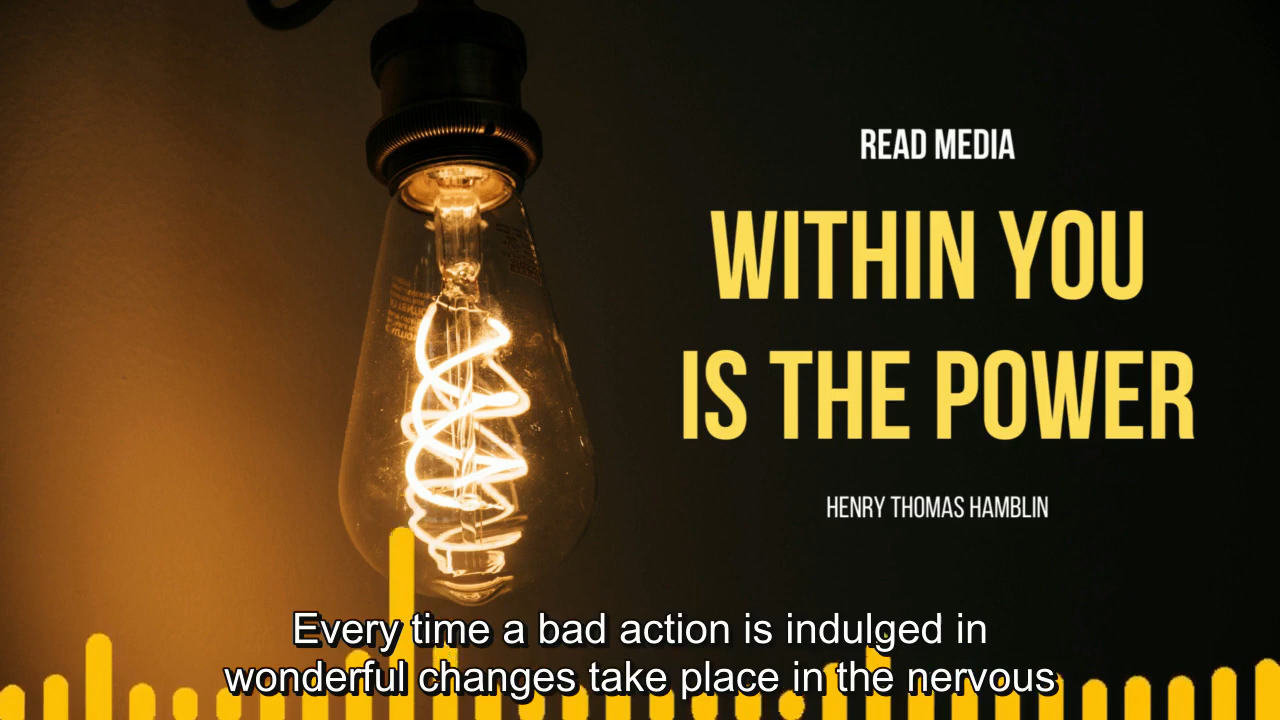 READ MEDIA
WITHIN YOU
IS THE POWER
HENRY THOMAS HAMBLIN
Every time a bad action is indulged in
wonderful changes take place in the nervous